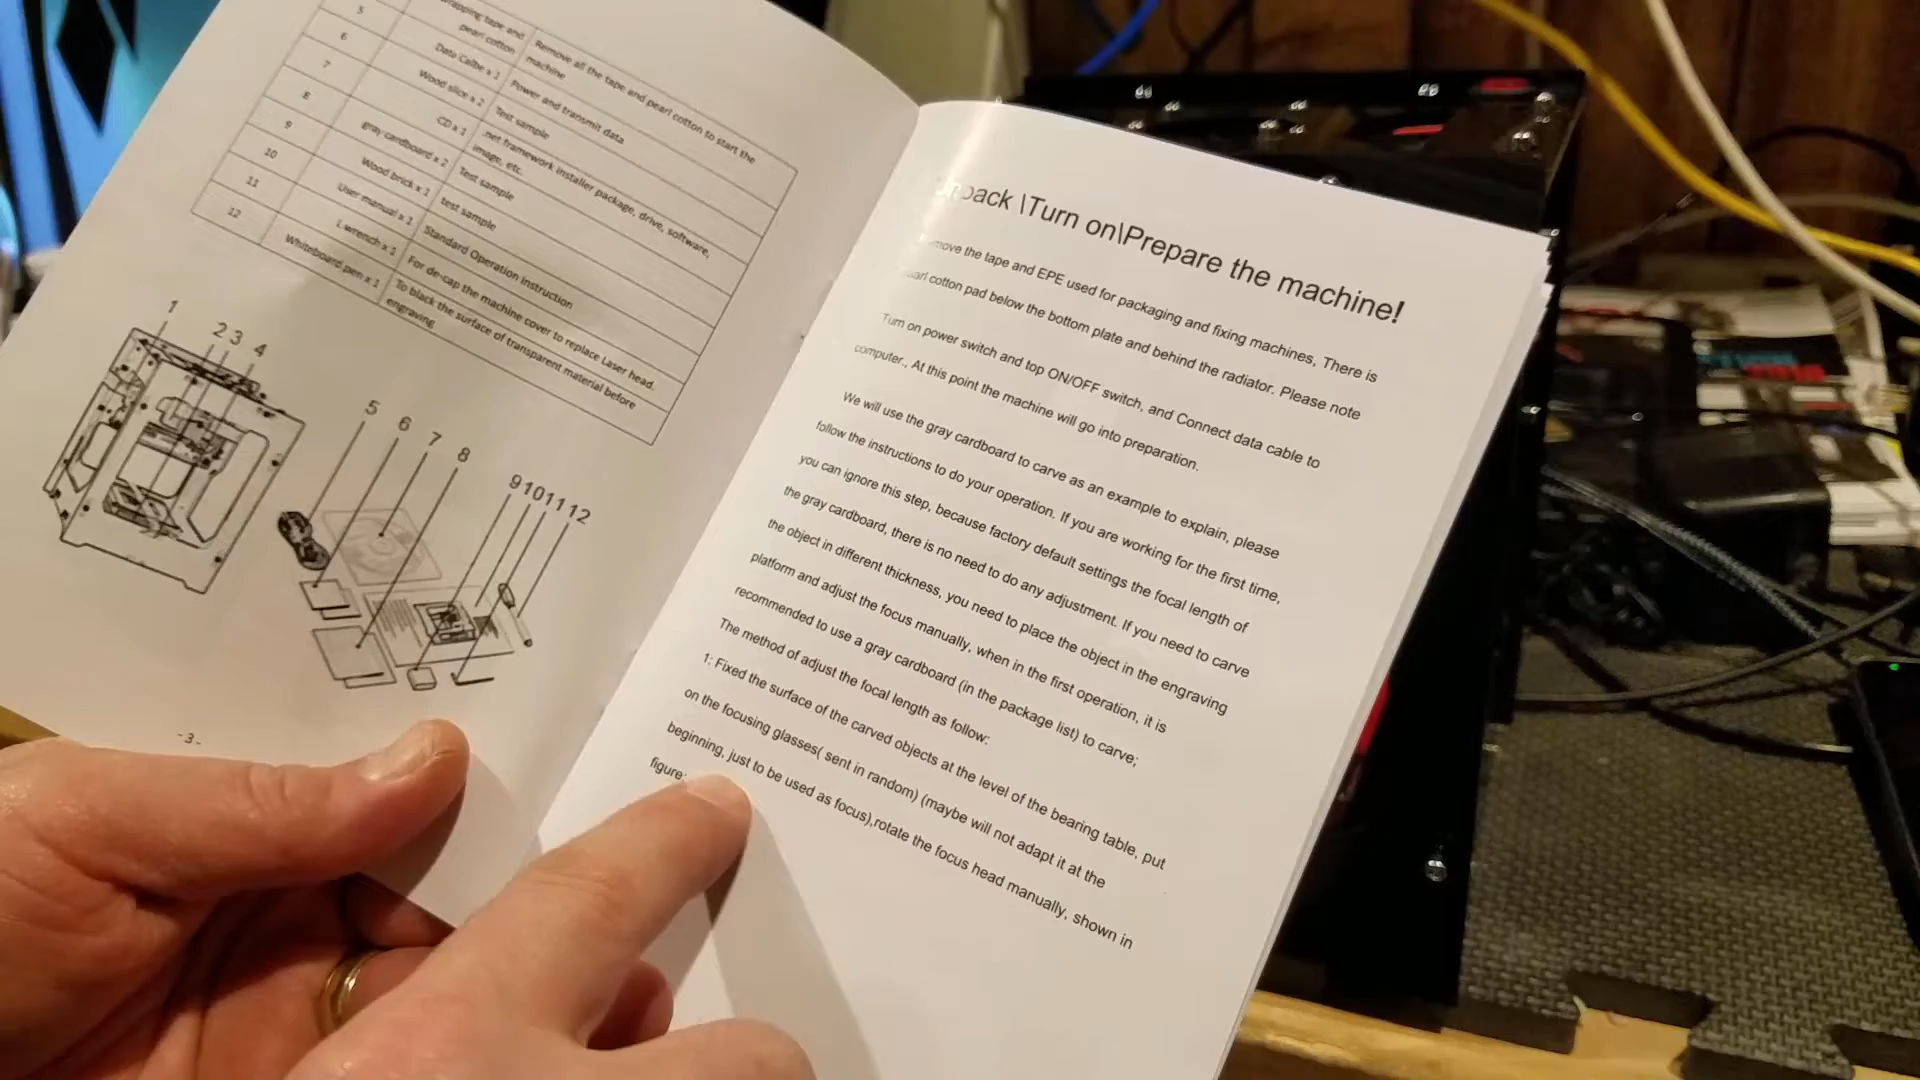 5 wrapping tape and pearl cotton Remove all the tape and pearl cotton to start the machine
6 Data Calbe x 1 Power and transmit data
7 Wood slice x 2 Test sample
8 CD x 1 .net framework installer package, drive, software, image, etc.
9 gray cardboard x 2 Test sample
10 Wood brick x 1 test sample
11 User manual x 1 Standard Operation Instruction
12 L wrench x 1 For de-cap the machine cover to replace Laser head.
Whiteboard pen x 1 To black the surface of transparent material before engraving
1 2 3 4
5 6 7 8
9 10 11 12
-3-
pack \Turn on\Prepare the machine!
move the tape and EPE used for packaging and fixing machines. There is
pearl cotton pad below the bottom plate and behind the radiator. Please note
Turn on power switch and top ON/OFF switch, and Connect data cable to
computer., At this point the machine will go into preparation.
We will use the gray cardboard to carve as an example to explain, please
follow the instructions to do your operation. If you are working for the first time,
you can ignore this step, because factory default settings the focal length of
the gray cardboard, there is no need to do any adjustment. If you need to carve
the object in different thickness, you need to place the object in the engraving
platform and adjust the focus manually, when in the first operation, it is
recommended to use a gray cardboard (in the package list) to carve;
The method of adjust the focal length as follow:
1: Fixed the surface of the carved objects at the level of the bearing table, put
on the focusing glasses( sent in random) (maybe will not adapt it at the
beginning, just to be used as focus),rotate the focus head manually, shown in
figure: